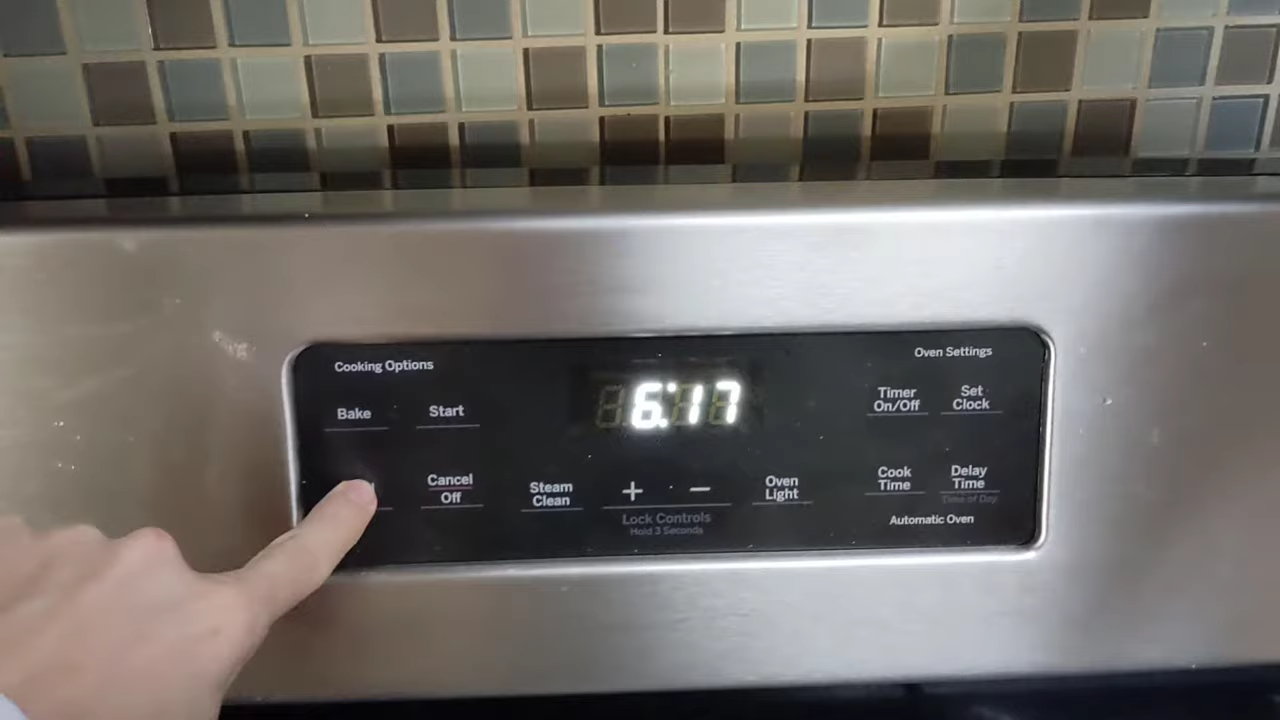 Cooking Options
Oven Settings
Bake
Start
6:17
Timer
On/Off
Set
Clock
Cancel
Off
Steam
Clean
+ −
Oven
Light
Cook
Time
Delay
Time
Time of Day
Lock Controls
Hold 3 Seconds
Automatic Oven